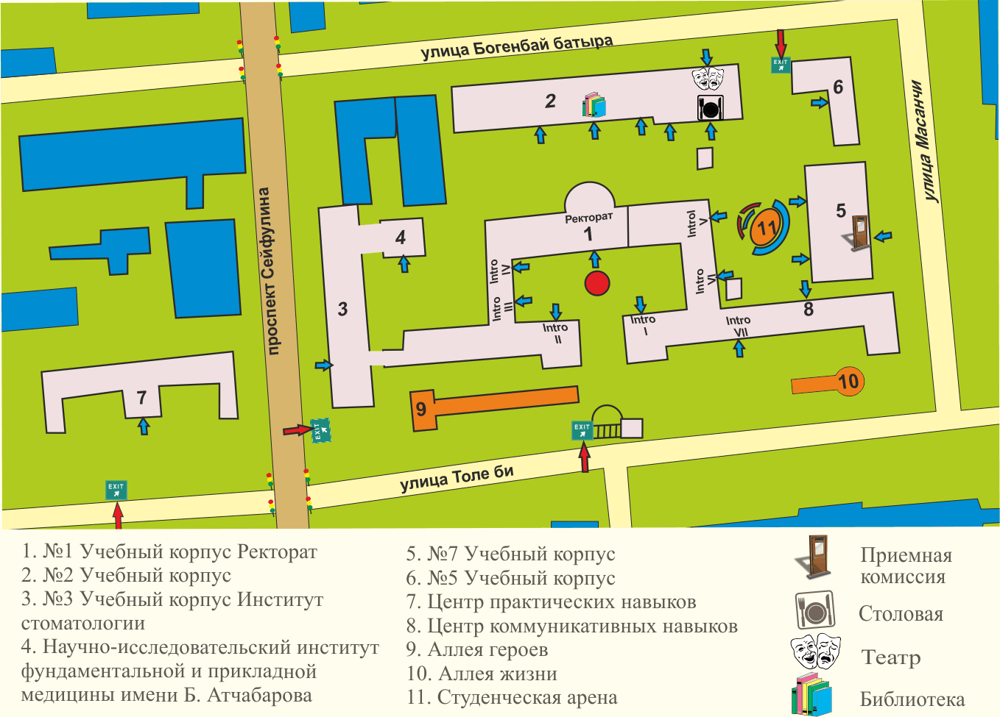 улица Богенбай батыра
EXIT
6
2
улица Масанчи
проспект Сейфулина
5
Ректорат
1
IntroI
V
11
4
Intro
IV
Intro
VI
3
Intro
III
8
Intro
II
Intro
I
Intro
VII
10
7
9
EXIT
EXIT
улица Толе би
EXIT
1. №1 Учебный корпус Ректорат
2. №2 Учебный корпус
3. №3 Учебный корпус Институт
стоматологии
4. Научно-исследовательский институт
фундаментальной и прикладной
медицины имени Б. Атчабарова
5. №7 Учебный корпус
6. №5 Учебный корпус
7. Центр практических навыков
8. Центр коммуникативных навыков
9. Аллея героев
10. Аллея жизни
11. Студенческая арена
Приемная
комиссия
Столовая
Театр
Библиотека